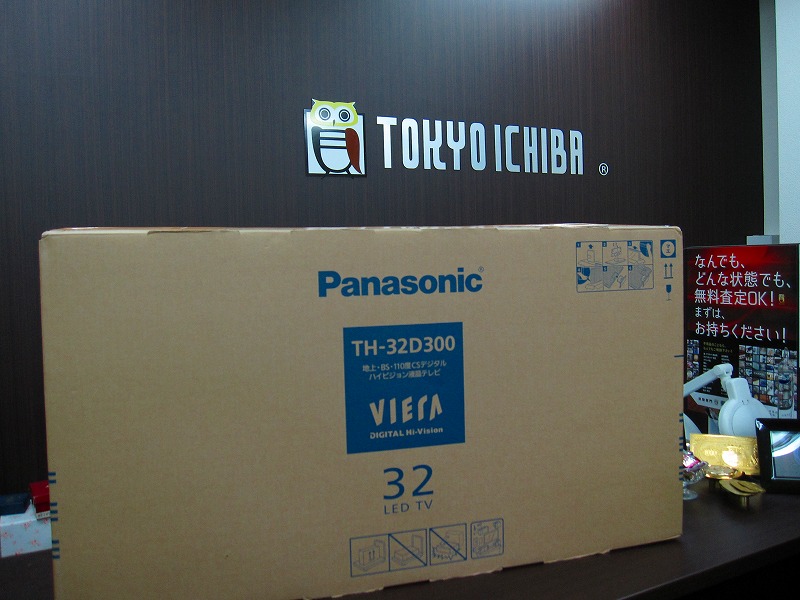 TOKYO ICHIBA ®
Panasonic®
TH-32D300
地上・BS・110度CSデジタル
ハイビジョン液晶テレビ
VIERA
DIGITAL Hi-Vision
32
LED TV
なんでも、
どんな状態でも、
無料査定OK!
まずは、
お持ちください!